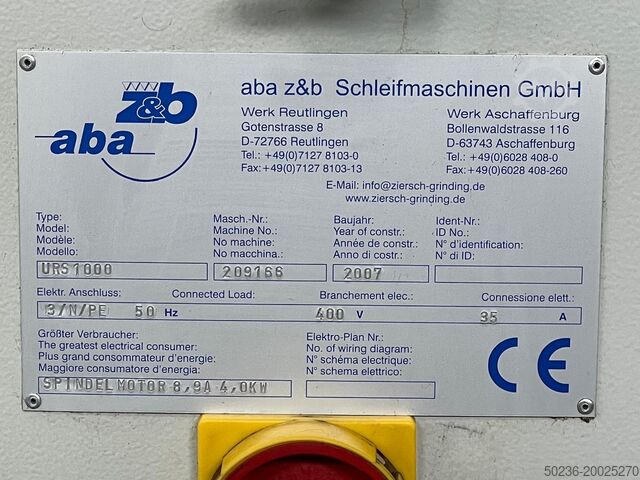 z&b
aba
aba z&b Schleifmaschinen GmbH
Werk Reutlingen
Gotenstrasse 8
D-72766 Reutlingen
Tel.: +49(0)7127 8103-0
Fax:+49(0)7127 8103-13
Werk Aschaffenburg
Bollenwaldstrasse 116
D-63743 Aschaffenburg
Tel.: +49(0)6028 408-0
Fax:+49(0)6028 408-260
E-Mail: info@ziersch-grinding.de
www.ziersch-grinding.de
Type:
Model:
Modèle:
Modello:
URS1000
Masch.-Nr.:
Machine No.:
No machine:
No macchina:
209166
Baujahr:
Year of constr.:
Année de constr.:
Anno di costr.:
2007
Ident-Nr.:
ID No.:
N° d'identification:
N° di ID:
Elektr. Anschluss: Connected Load: Branchement elec.: Connessione elett.:
3/N/PE 50 Hz 400 V 35 A
Größter Verbraucher:
The greatest electrical consumer:
Plus grand consommateur d'énergie:
Maggiore consumatore d'energia:
SPINDELMOTOR 8,9A 4,0KW
Elektro-Plan Nr.:
No. of wiring diagram:
N° schéma electrique:
N° schema elettrico:
CE
50236-20025270